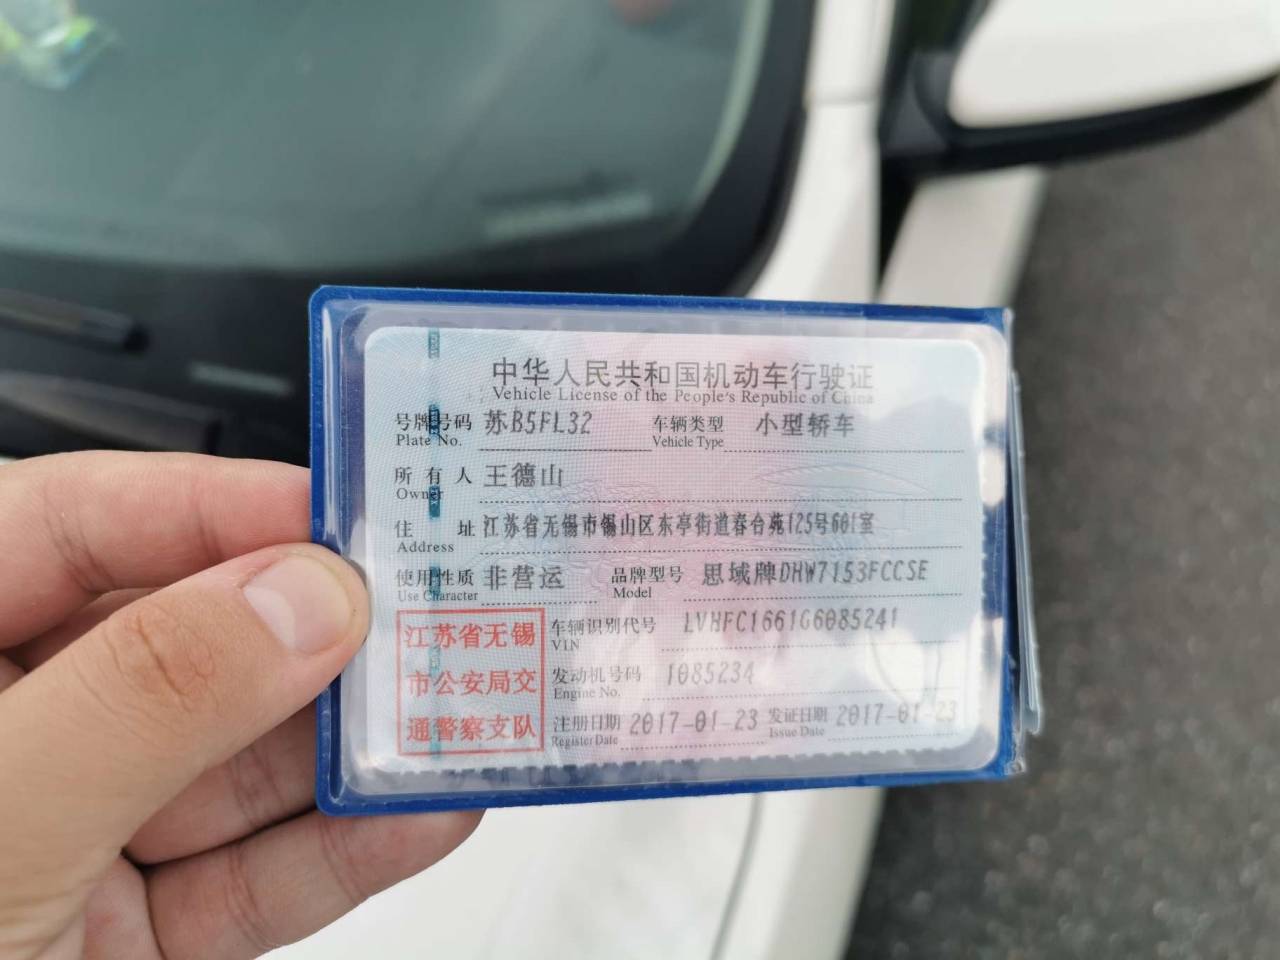 中华人民共和国机动车行驶证
Vehicle License of the People's Republic of China
号牌号码 苏B5FL32 车辆类型 小型轿车
Plate No. Vehicle Type
所有人 王德山
Owner
住址 江苏省无锡市锡山区东亭街道春台苑125号601室
Address
使用性质 非营运 品牌型号 思域牌DHW7153FCCSE
Use Character Model
江苏省无锡
市公安局交
通警察支队
车辆识别代号 LVHFC1661G6085241
VIN
发动机号码 1085234
Engine No.
注册日期 2017-01-23 发证日期 2017-01-23
Register Date Issue Date